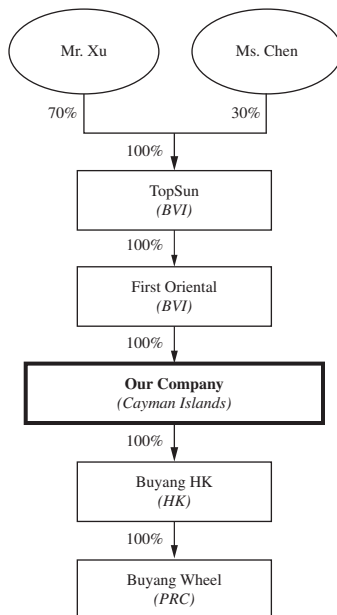 Mr. Xu
Ms. Chen
70%
30%
100%
TopSun
(BVI)
100%
First Oriental
(BVI)
100%
Our Company
(Cayman Islands)
100%
Buyang HK
(HK)
100%
Buyang Wheel
(PRC)